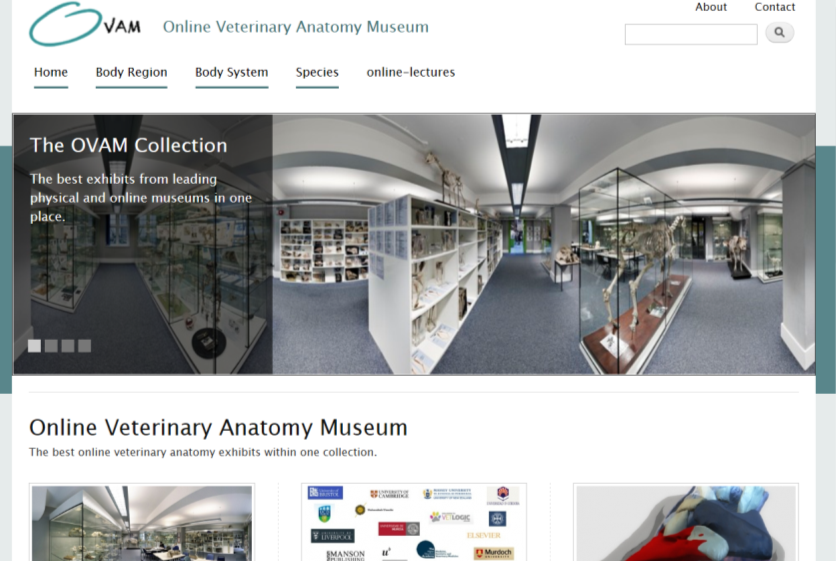 About Contact
OVAM Online Veterinary Anatomy Museum
Home Body Region Body System Species online-lectures
The OVAM Collection
The best exhibits from leading
physical and online museums in one
place.
Online Veterinary Anatomy Museum
The best online veterinary anatomy exhibits within one collection.
UNIVERSITY OF
CAMBRIDGE
LIVERPOOL
VETLOGIC
ELSEVIER
MANSON
PUBLISHING
Murdoch